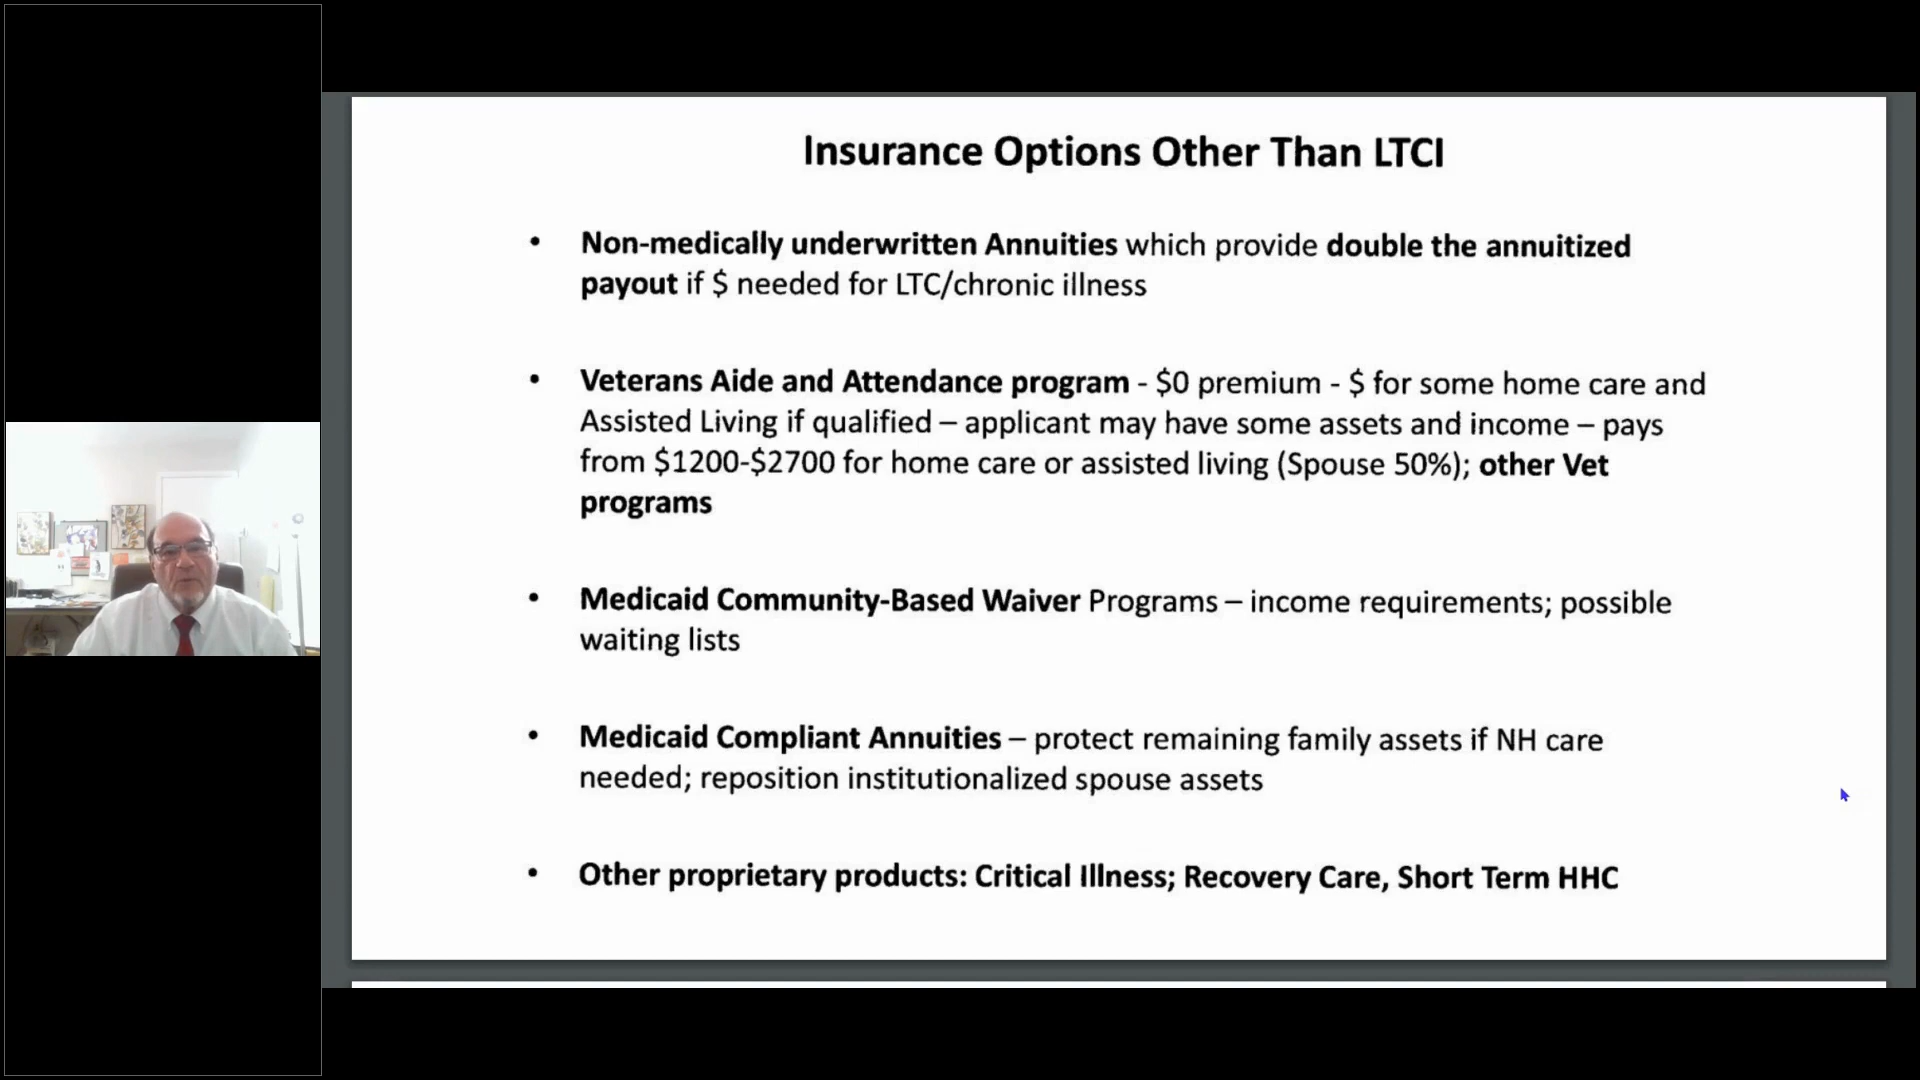 Insurance Options Other Than LTCI
• Non-medically underwritten Annuities which provide double the annuitized
payout if $ needed for LTC/chronic illness
• Veterans Aide and Attendance program - $0 premium - $ for some home care and
Assisted Living if qualified – applicant may have some assets and income – pays
from $1200-$2700 for home care or assisted living (Spouse 50%); other Vet
programs
• Medicaid Community-Based Waiver Programs – income requirements; possible
waiting lists
• Medicaid Compliant Annuities – protect remaining family assets if NH care
needed; reposition institutionalized spouse assets
• Other proprietary products: Critical Illness; Recovery Care, Short Term HHC